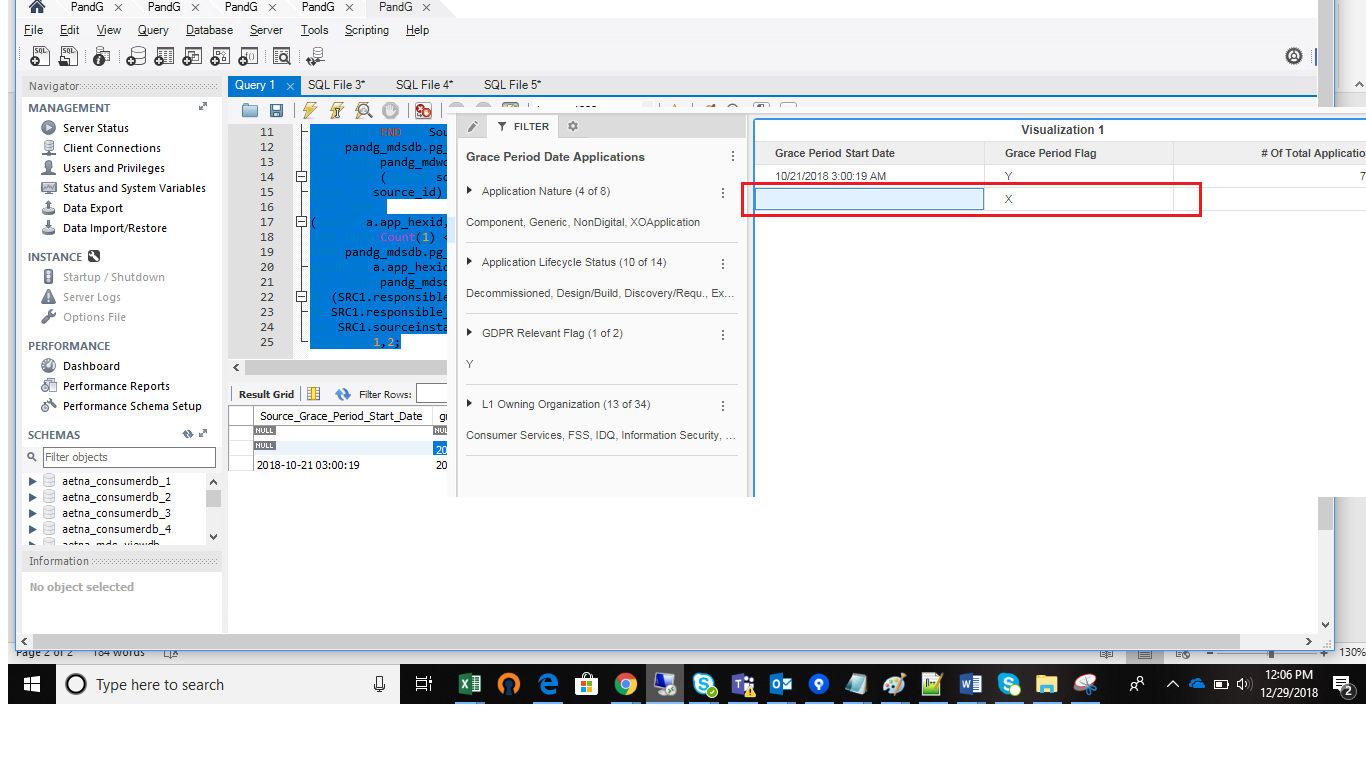 PandG PandG PandG PandG PandG
File Edit View Query Database Server Tools Scripting Help
Navigator
MANAGEMENT
Server Status
Client Connections
Users and Privileges
Status and System Variables
Data Export
Data Import/Restore
INSTANCE
Startup / Shutdown
Server Logs
Options File
PERFORMANCE
Dashboard
Performance Reports
Performance Schema Setup
SCHEMAS
Filter objects
aetna_consumerdb_1
aetna_consumerdb_2
aetna_consumerdb_3
aetna_consumerdb_4
Information
No object selected
Query 1 SQL File 3* SQL File 4* SQL File 5*
11 END Sou
12 pandg_mdsdb.pg_
13 pandg_mdwd
14 ( so
15 source_id)
16
17 ( a.app_hexid,
18 Count(1) <
19 pandg_mdsdb.pg_
20 a.app_hexid
21 pandg_mdsd
22 (SRC1.responsible
23 SRC1.responsible_
24 SRC1.sourceinsta
25 1,2;
Result Grid Filter Rows:
Source_Grace_Period_Start_Date gr
NULL NUL
NULL 20
2018-10-21 03:00:19 20
FILTER
Grace Period Date Applications
Application Nature (4 of 8)
Component, Generic, NonDigital, XOApplication
Application Lifecycle Status (10 of 14)
Decommissioned, Design/Build, Discovery/Requ., Ex...
GDPR Relevant Flag (1 of 2)
Y
L1 Owning Organization (13 of 34)
Consumer Services, FSS, IDQ, Information Security, ...
Visualization 1
Grace Period Start Date Grace Period Flag # Of Total Applicatio
10/21/2018 3:00:19 AM Y 7
X
Page 2 of 2 184 words 130%
Type here to search
12:06 PM
12/29/2018
2